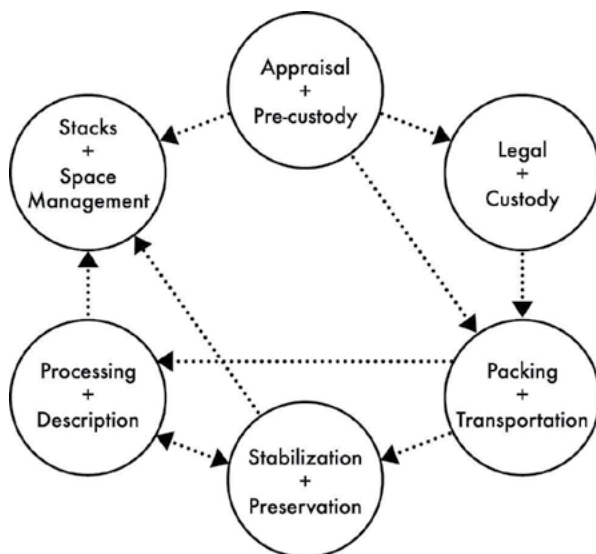 Appraisal
+
Pre-custody
Stacks
+
Space
Management
Legal
+
Custody
Processing
+
Description
Packing
+
Transportation
Stabilization
+
Preservation